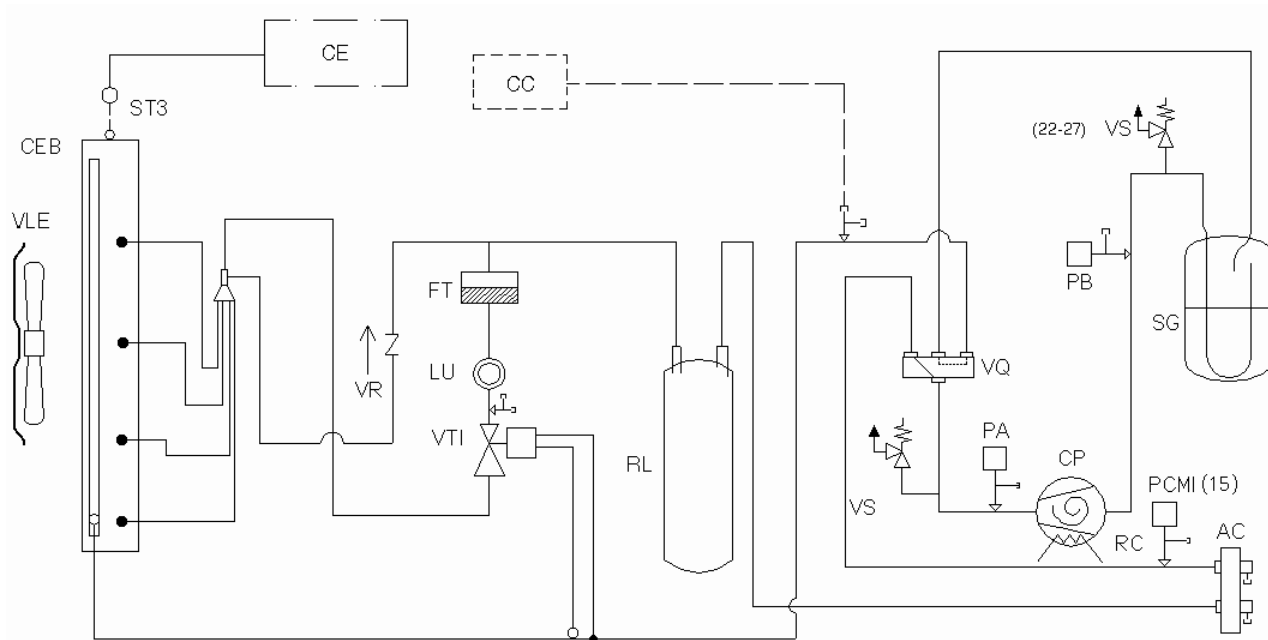 CE
CC
ST3
CEB
(22-27) VS
VLE
PB
FT
SG
LU
VR
VQ
VTI
RL
PA
CP
VS
PCMI (15)
RC
AC